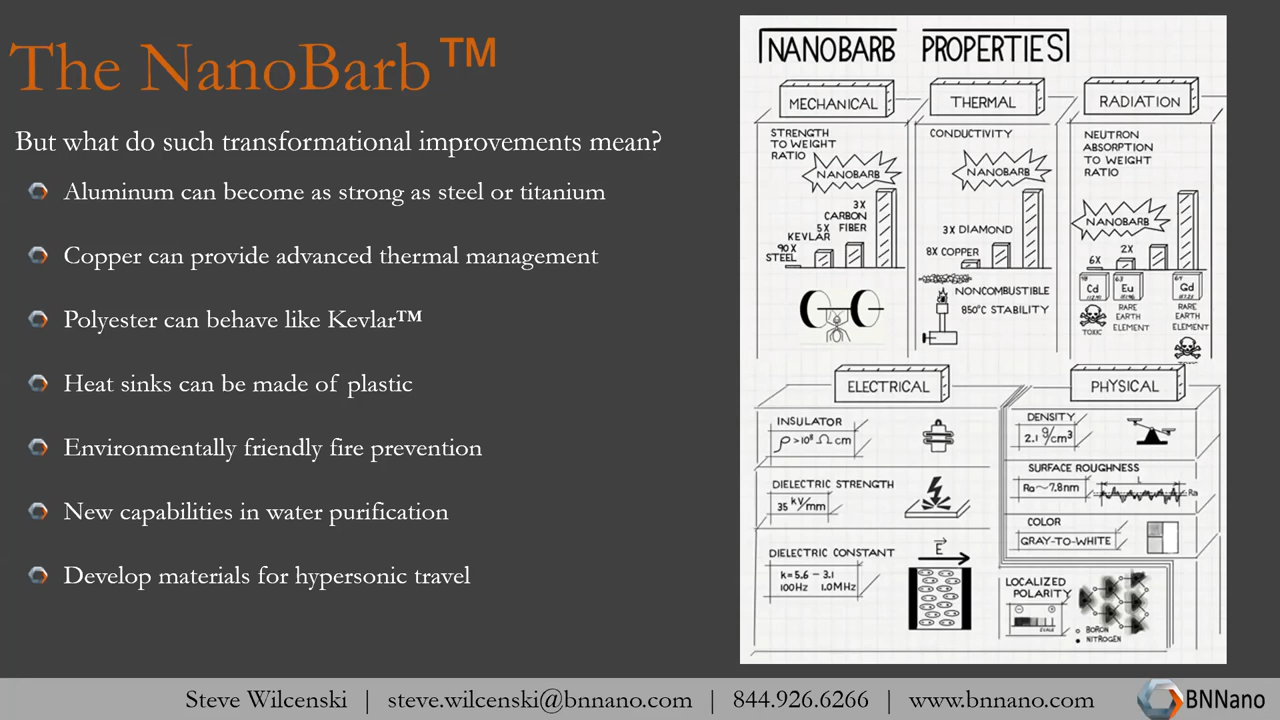 The NanoBarb™
But what do such transformational improvements mean?
Aluminum can become as strong as steel or titanium
Copper can provide advanced thermal management
Polyester can behave like Kevlar™
Heat sinks can be made of plastic
Environmentally friendly fire prevention
New capabilities in water purification
Develop materials for hypersonic travel
NANOBARB PROPERTIES
MECHANICAL
STRENGTH
TO WEIGHT
RATIO
NANOBARB
3X
CARBON
FIBER
5X
KEVLAR
90X
STEEL
THERMAL
CONDUCTIVITY
NANOBARB
3X DIAMOND
8X COPPER
NONCOMBUSTIBLE
850°C STABILITY
RADIATION
NEUTRON
ABSORPTION
TO WEIGHT
RATIO
NANOBARB
2X
6X
48
Cd
TOXIC
63
Eu
RARE
EARTH
ELEMENT
64
Gd
RARE
EARTH
ELEMENT
ELECTRICAL
INSULATOR
ρ>10⁸ Ω cm
DIELECTRIC STRENGTH
35 kV/mm
DIELECTRIC CONSTANT
k=5.6 – 3.1
100Hz 1.0MHz
E
PHYSICAL
DENSITY
2.1 g/cm³
SURFACE ROUGHNESS
Ra~7.8nm
L
Ra
COLOR
GRAY-TO-WHITE
LOCALIZED
POLARITY
BORON
NITROGEN
Steve Wilcenski | steve.wilcenski@bnnano.com | 844.926.6266 | www.bnnano.com
BNNano